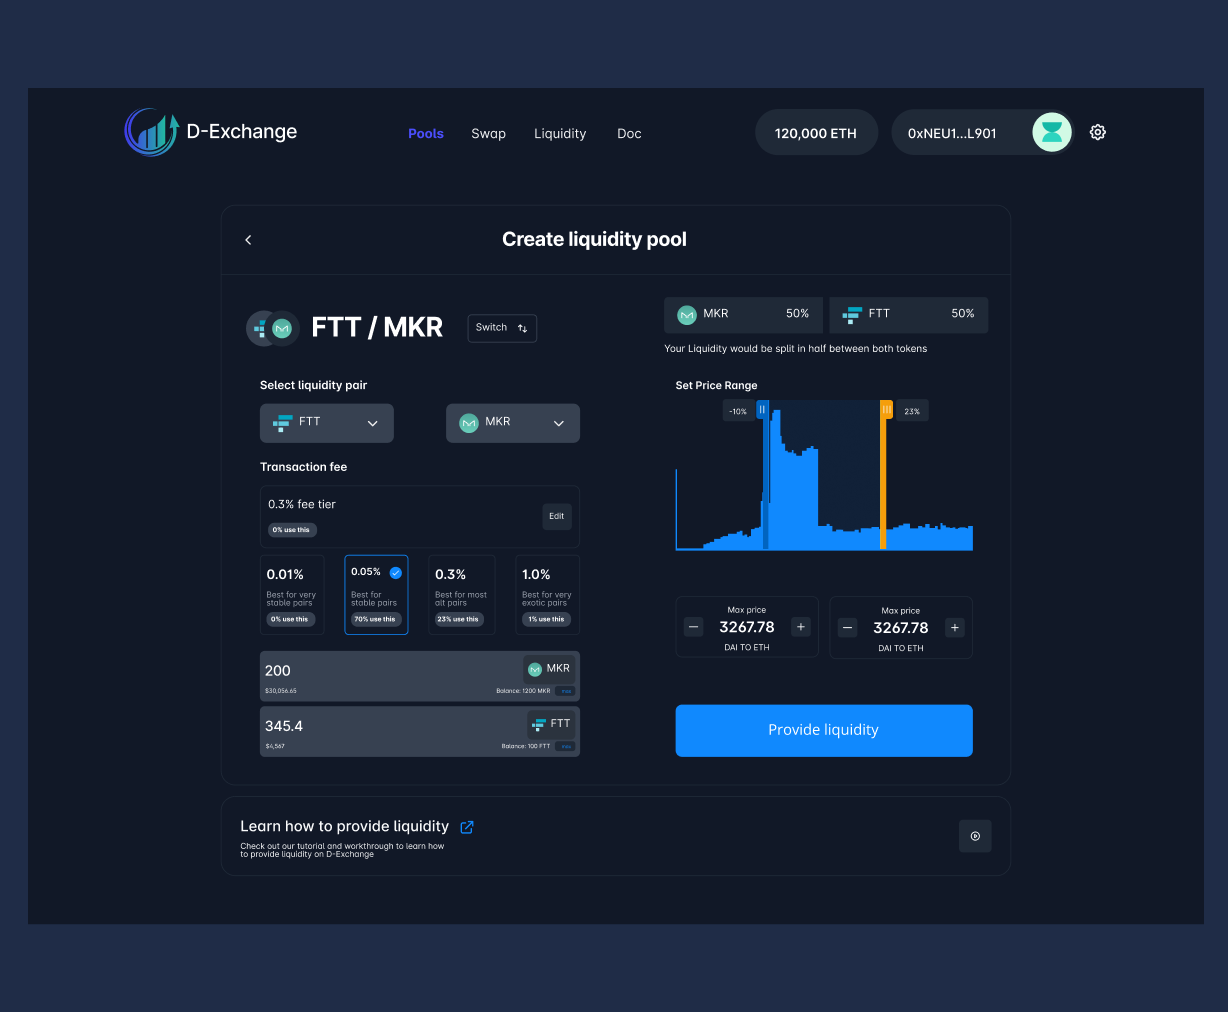 D-Exchange
Pools
Swap
Liquidity
Doc
120,000 ETH
0xNEU1...L901
Create liquidity pool
FTT / MKR
Switch
MKR
50%
FTT
50%
Your Liquidity would be split in half between both tokens
Select liquidity pair
FTT
MKR
Transaction fee
0.3% fee tier
0% use this
Edit
0.01%
Best for very
stable pairs
0% use this
0.05%
Best for
stable pairs
70% use this
0.3%
Best for most
alt pairs
23% use this
1.0%
Best for very
exotic pairs
1% use this
200
MKR
$30,056.65
Balance: 1200 MKR
345.4
FTT
$4,567
Balance: 100 FTT
Set Price Range
-10%
23%
Max price
3267.78
DAI TO ETH
Max price
3267.78
DAI TO ETH
Provide liquidity
Learn how to provide liquidity
Check out our tutorial and workthrough to learn how
to provide liquidity on D-Exchange